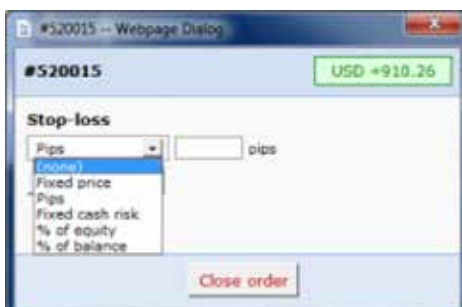 #520015 -- Webpage Dialog
#520015 USD +910.26
Stop-loss
Pips pips
(none)
Fixed price
Pips
Fixed cash risk
% of equity
% of balance
Close order